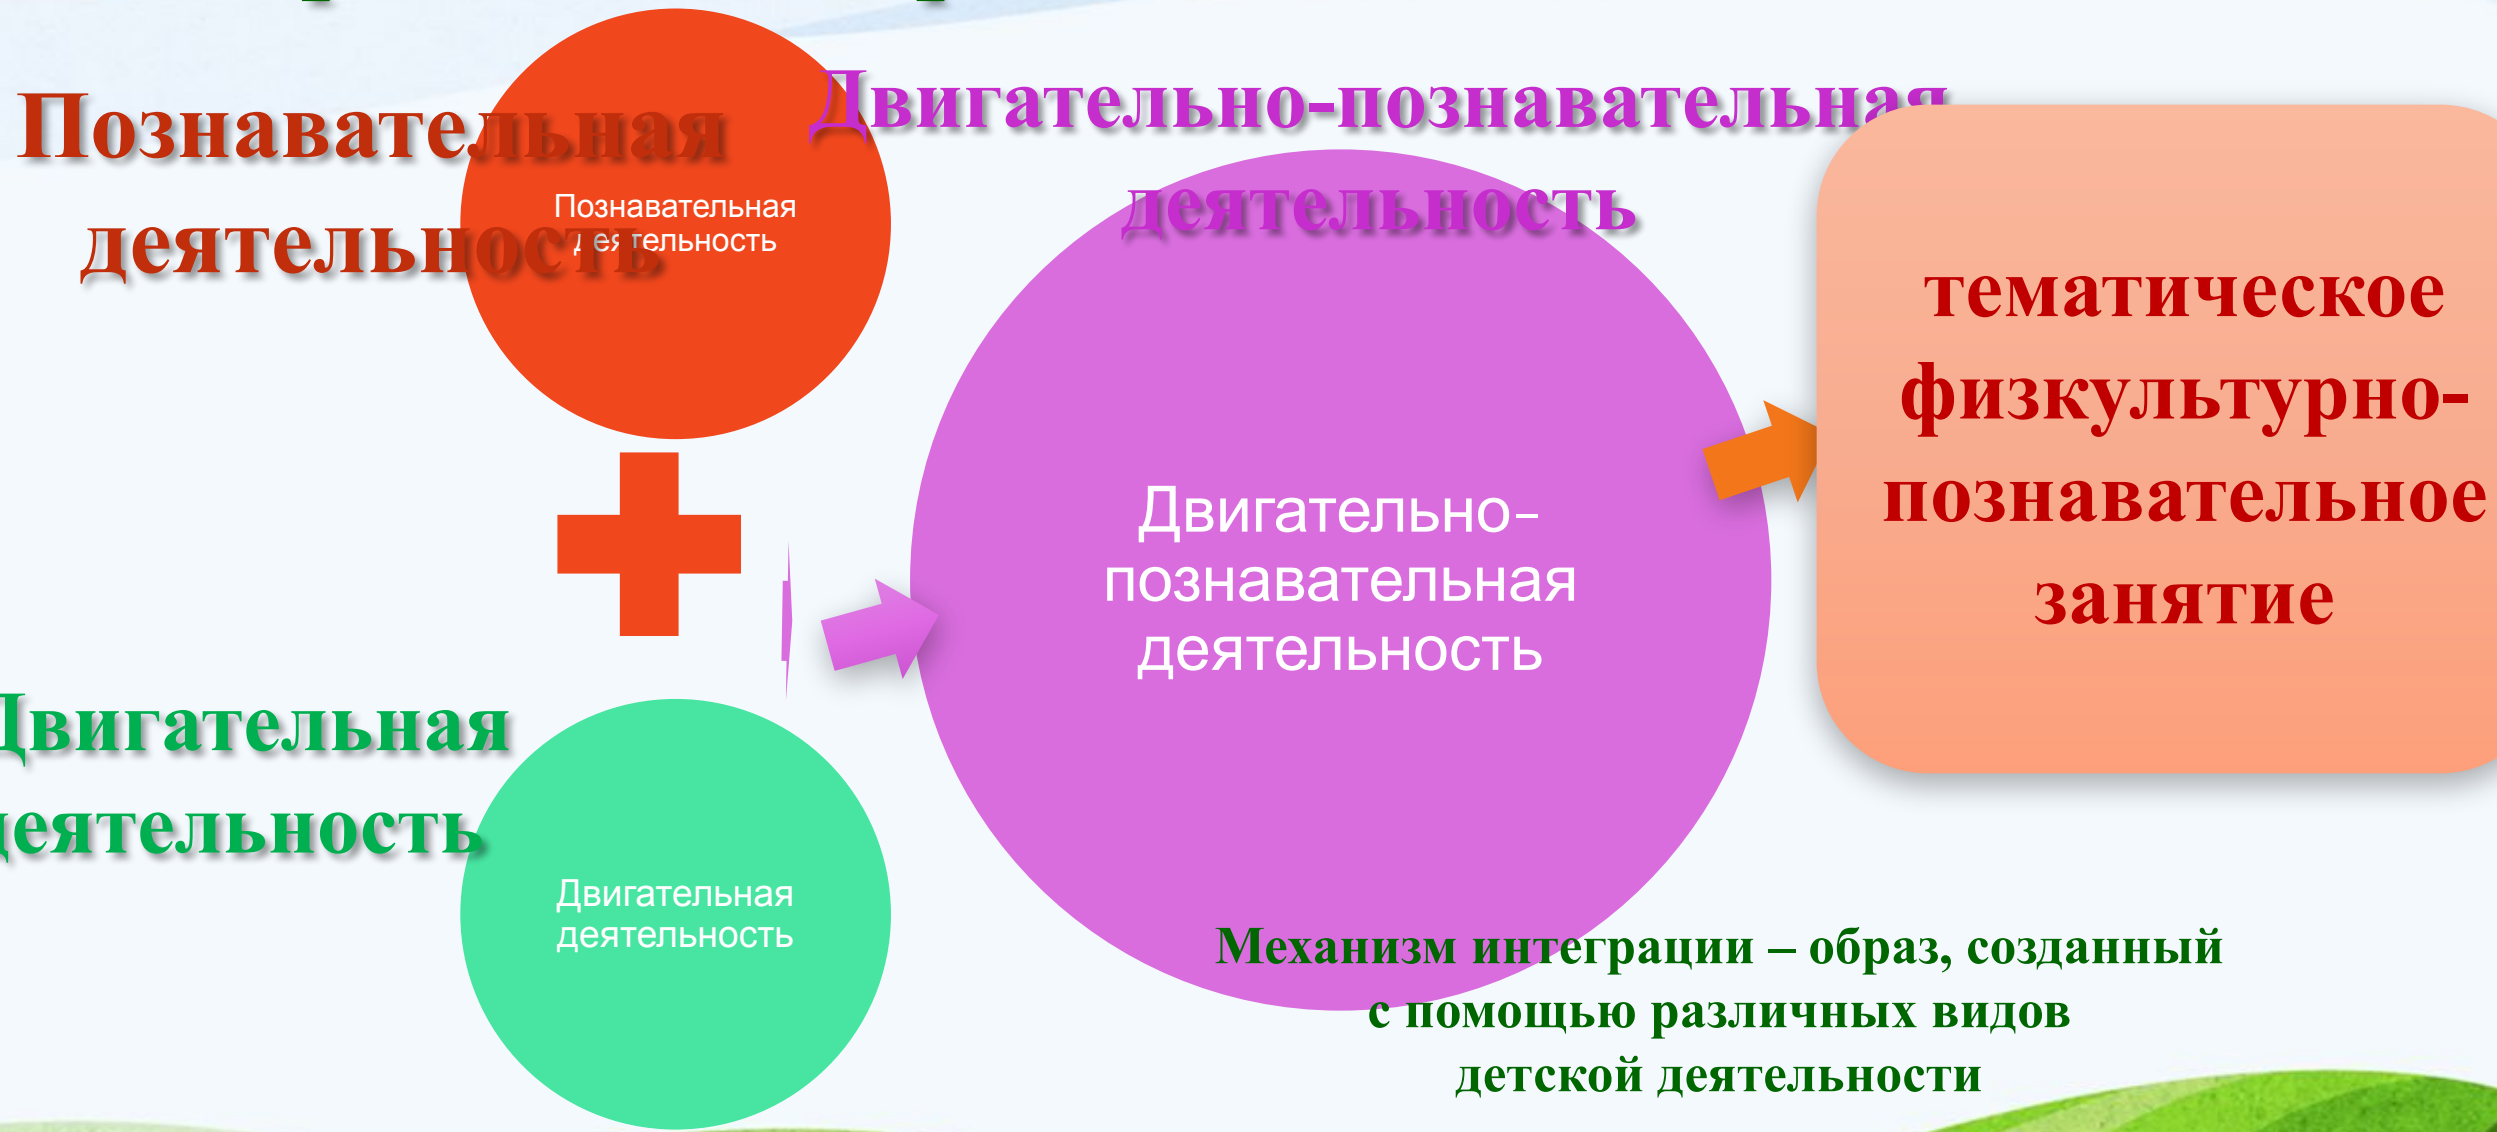 Познавательная
деятельность
Познавательная
деятельность
Двигательно-познавательная
деятельность
Двигательно-
познавательная
деятельность
тематическое
физкультурно-
познавательное
занятие
Двигательная
деятельность
Двигательная
деятельность
Механизм интеграции – образ, созданный
с помощью различных видов
детской деятельности